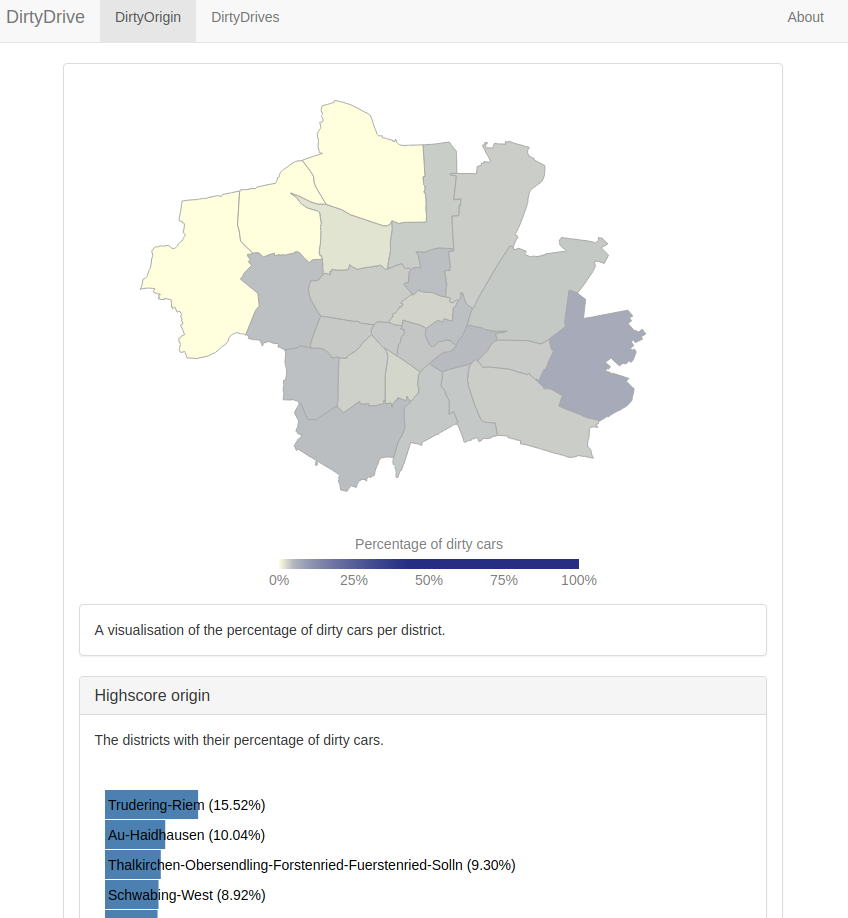 DirtyDrive DirtyOrigin DirtyDrives About
Percentage of dirty cars
0% 25% 50% 75% 100%
A visualisation of the percentage of dirty cars per district.
Highscore origin
The districts with their percentage of dirty cars.
Trudering-Riem (15.52%)
Au-Haidhausen (10.04%)
Thalkirchen-Obersendling-Forstenried-Fuerstenried-Solln (9.30%)
Schwabing-West (8.92%)